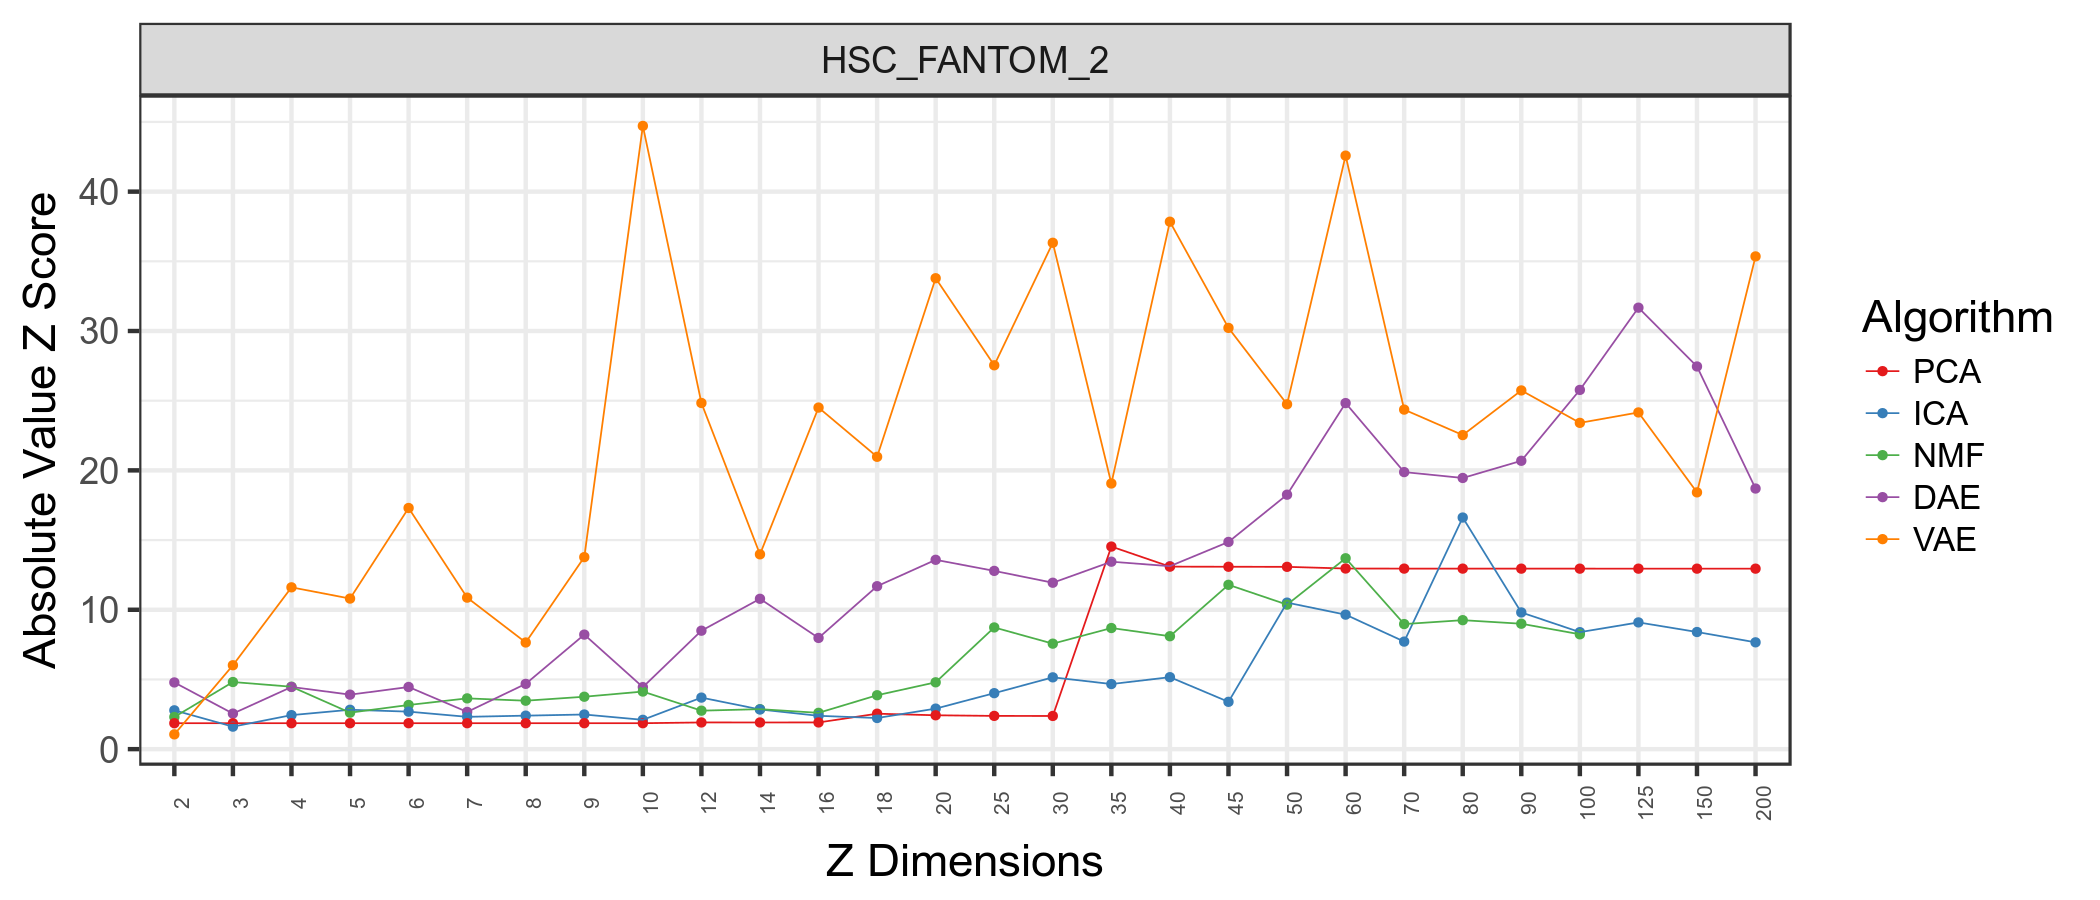 HSC_FANTOM_2
Absolute Value Z Score
40
30
20
10
0
2 3 4 5 6 7 8 9 10 12 14 16 18 20 25 30 35 40 45 50 60 70 80 90 100 125 150 200
Z Dimensions
Algorithm
PCA
ICA
NMF
DAE
VAE